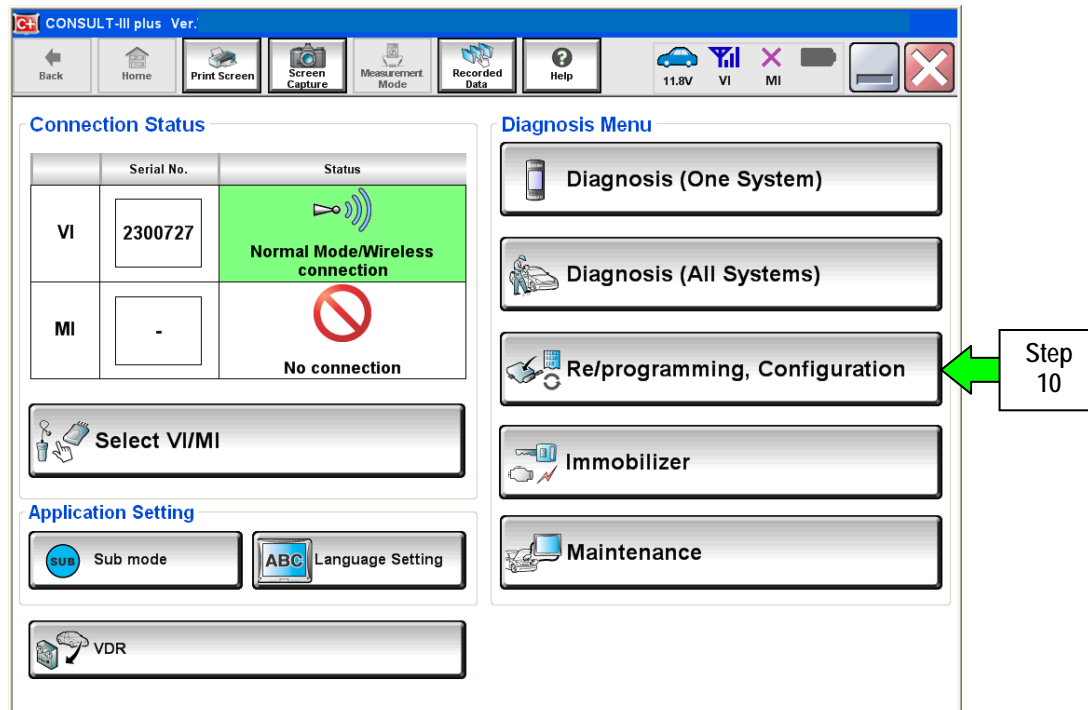 C+ CONSULT-III plus Ver.
Back
Home
Print Screen
Screen
Capture
Measurement
Mode
Recorded
Data
? Help
11.8V
VI
MI
Connection Status
Serial No.
Status
VI
2300727
Normal Mode/Wireless
connection
MI
-
No connection
Select VI/MI
Application Setting
SUB Sub mode
ABC Language Setting
VDR
Diagnosis Menu
Diagnosis (One System)
Diagnosis (All Systems)
Re/programming, Configuration
Immobilizer
Maintenance
Step
10